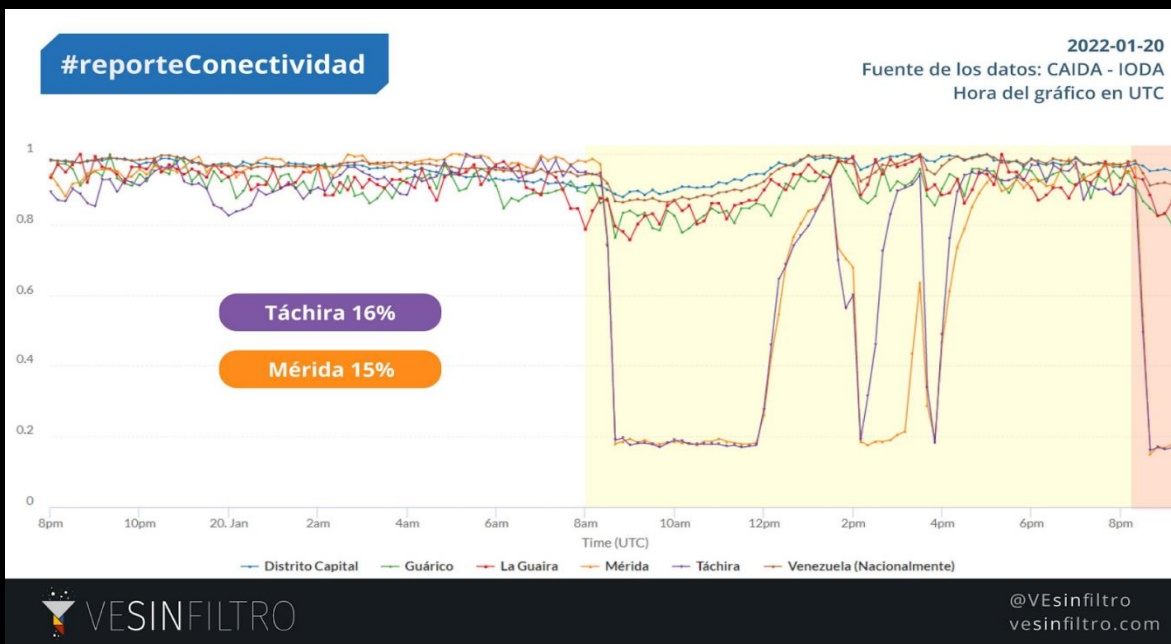 #reporteConectividad
2022-01-20
Fuente de los datos: CAIDA - IODA
Hora del gráfico en UTC
1
0.8
0.6
0.4
0.2
0
Táchira 16%
Mérida 15%
8pm 10pm 20. Jan 2am 4am 6am 8am 10am 12pm 2pm 4pm 6pm 8pm
Time (UTC)
Distrito Capital Guárico La Guaira Mérida Táchira Venezuela (Nacionalmente)
VESINFILTRO
@VEsinfiltro
vesinfiltro.com